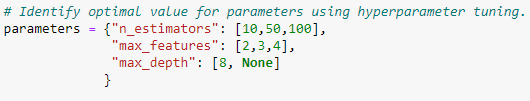 # Identify optimal value for parameters using hyperparameter tuning.
parameters = {"n_estimators": [10,50,100],
"max_features": [2,3,4],
"max_depth": [8, None]
}